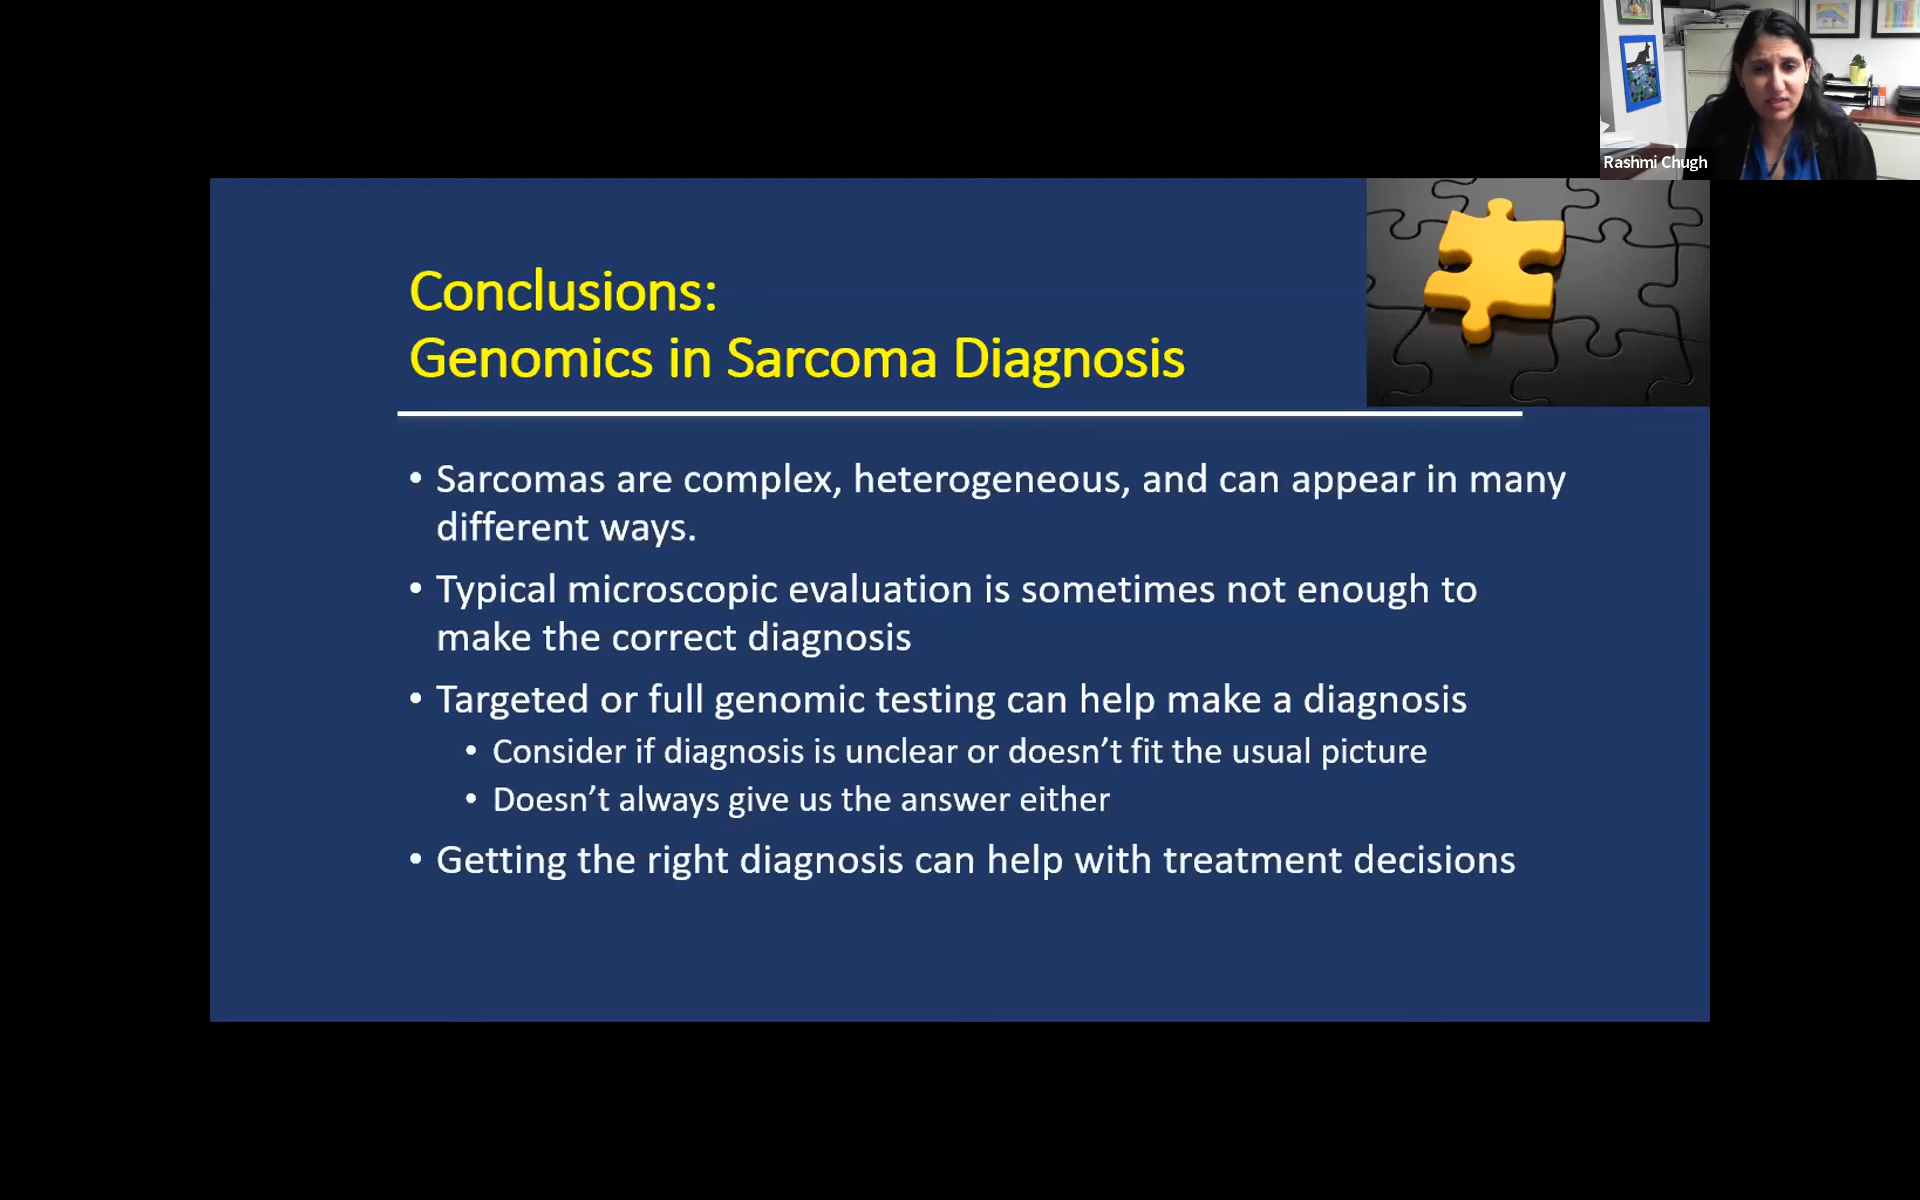 Rashmi Chugh
Conclusions:
Genomics in Sarcoma Diagnosis
• Sarcomas are complex, heterogeneous, and can appear in many
different ways.
• Typical microscopic evaluation is sometimes not enough to
make the correct diagnosis
• Targeted or full genomic testing can help make a diagnosis
• Consider if diagnosis is unclear or doesn’t fit the usual picture
• Doesn’t always give us the answer either
• Getting the right diagnosis can help with treatment decisions